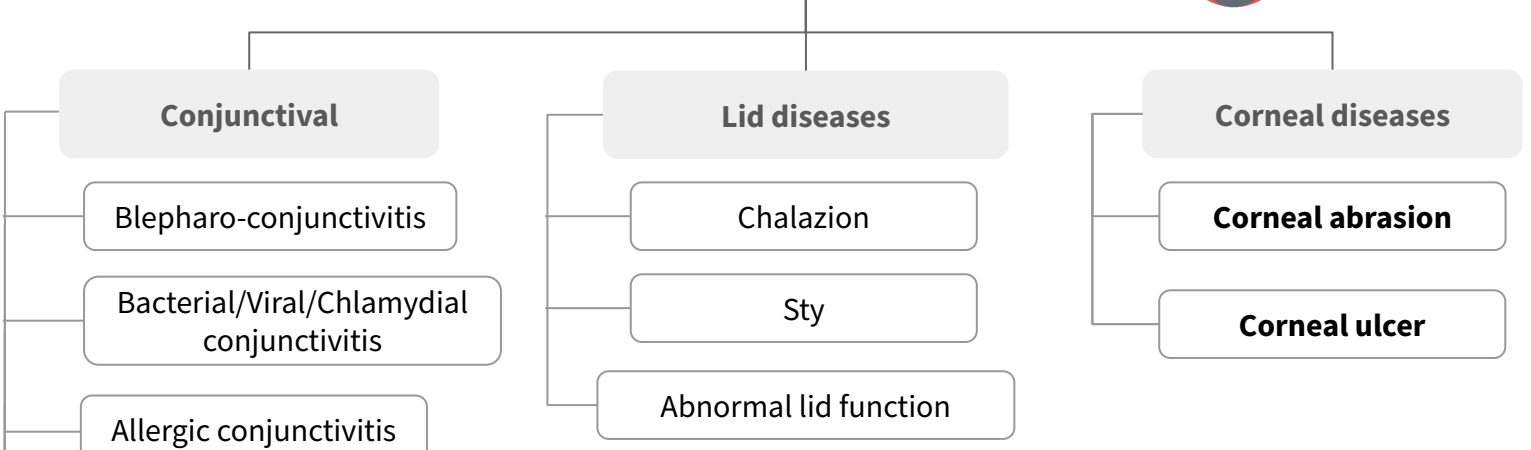 Conjunctival
Blepharo-conjunctivitis
Bacterial/Viral/Chlamydial
conjunctivitis
Allergic conjunctivitis
Lid diseases
Chalazion
Sty
Abnormal lid function
Corneal diseases
Corneal abrasion
Corneal ulcer